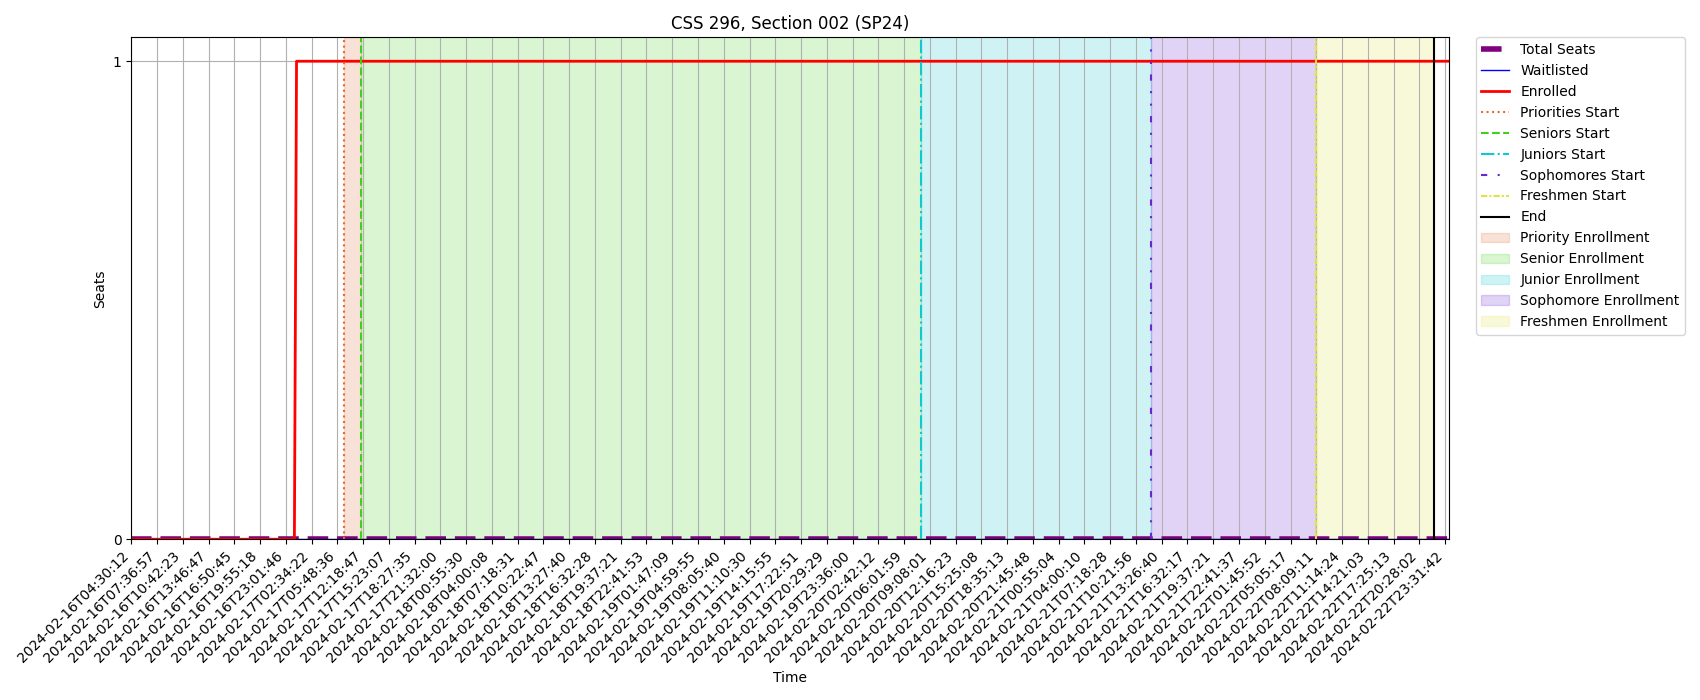 CSS 296, Section 002 (SP24)
1
0
Seats
2024-02-16T04:30:12
2024-02-16T07:36:57
2024-02-16T10:42:23
2024-02-16T13:46:47
2024-02-16T16:50:45
2024-02-16T19:55:18
2024-02-16T23:01:46
2024-02-17T02:34:22
2024-02-17T05:48:36
2024-02-17T12:18:47
2024-02-17T15:23:07
2024-02-17T18:27:35
2024-02-17T21:32:00
2024-02-18T00:55:30
2024-02-18T04:00:08
2024-02-18T07:18:31
2024-02-18T10:22:47
2024-02-18T13:27:40
2024-02-18T16:32:28
2024-02-18T19:37:21
2024-02-18T22:41:53
2024-02-19T01:47:09
2024-02-19T04:59:55
2024-02-19T08:05:40
2024-02-19T11:10:30
2024-02-19T14:15:55
2024-02-19T17:22:51
2024-02-19T20:29:29
2024-02-19T23:36:00
2024-02-20T02:42:12
2024-02-20T06:01:59
2024-02-20T09:08:01
2024-02-20T12:16:23
2024-02-20T15:25:08
2024-02-20T18:35:13
2024-02-20T21:45:48
2024-02-21T00:55:04
2024-02-21T04:00:10
2024-02-21T07:18:28
2024-02-21T10:21:56
2024-02-21T13:26:40
2024-02-21T16:32:17
2024-02-21T19:37:21
2024-02-21T22:41:37
2024-02-22T01:45:52
2024-02-22T05:05:17
2024-02-22T08:09:11
2024-02-22T11:14:24
2024-02-22T14:21:03
2024-02-22T17:25:13
2024-02-22T20:28:02
2024-02-22T23:31:42
Time
Total Seats
Waitlisted
Enrolled
Priorities Start
Seniors Start
Juniors Start
Sophomores Start
Freshmen Start
End
Priority Enrollment
Senior Enrollment
Junior Enrollment
Sophomore Enrollment
Freshmen Enrollment